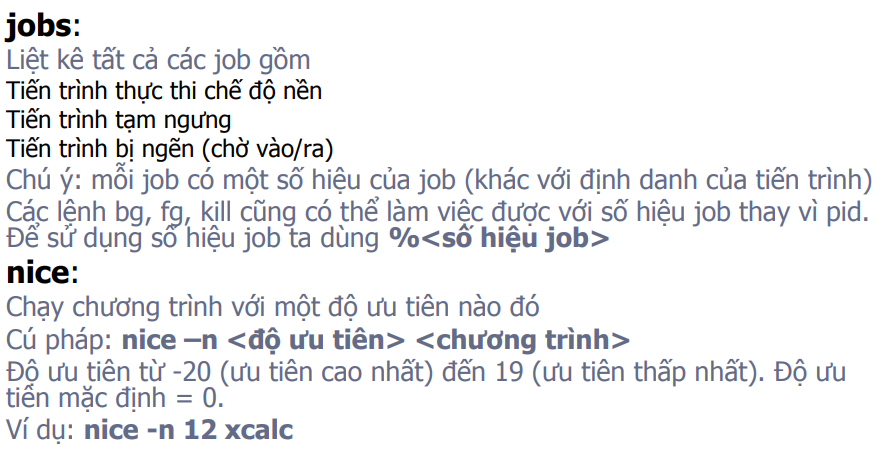 jobs:
Liệt kê tất cả các job gồm
Tiến trình thực thi chế độ nền
Tiến trình tạm ngưng
Tiến trình bị ngẽn (chờ vào/ra)
Chú ý: mỗi job có một số hiệu của job (khác với định danh của tiến trình)
Các lệnh bg, fg, kill cũng có thể làm việc được với số hiệu job thay vì pid.
Để sử dụng số hiệu job ta dùng %<số hiệu job>
nice:
Chạy chương trình với một độ ưu tiên nào đó
Cú pháp: nice –n <độ ưu tiên> <chương trình>
Độ ưu tiên từ -20 (ưu tiên cao nhất) đến 19 (ưu tiên thấp nhất). Độ ưu
tiên mặc định = 0.
Ví dụ: nice -n 12 xcalc